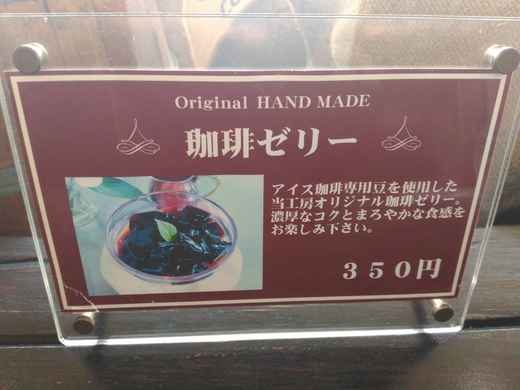 Original HAND MADE
珈琲ゼリー
アイス珈琲専用豆を使用した
当工房オリジナル珈琲ゼリー。
濃厚なコクとまろやかな食感を
お楽しみ下さい。
350円